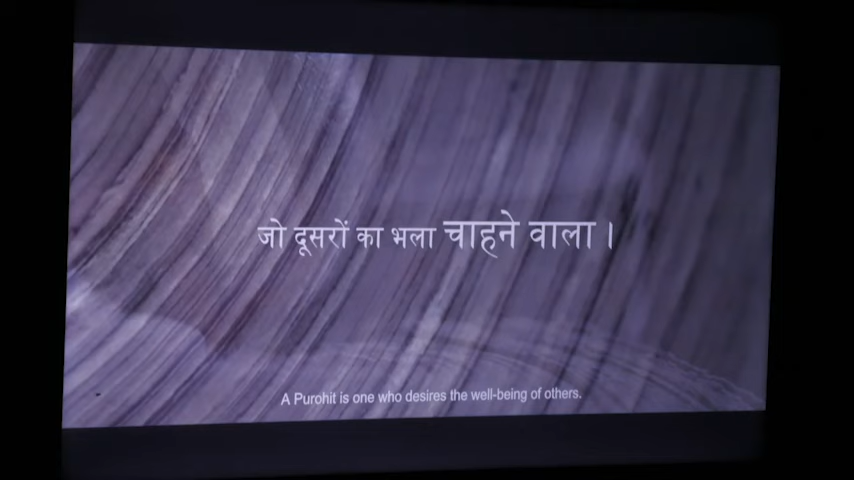 जो दूसरों का भला चाहने वाला ।
A Purohit is one who desires the well-being of others.